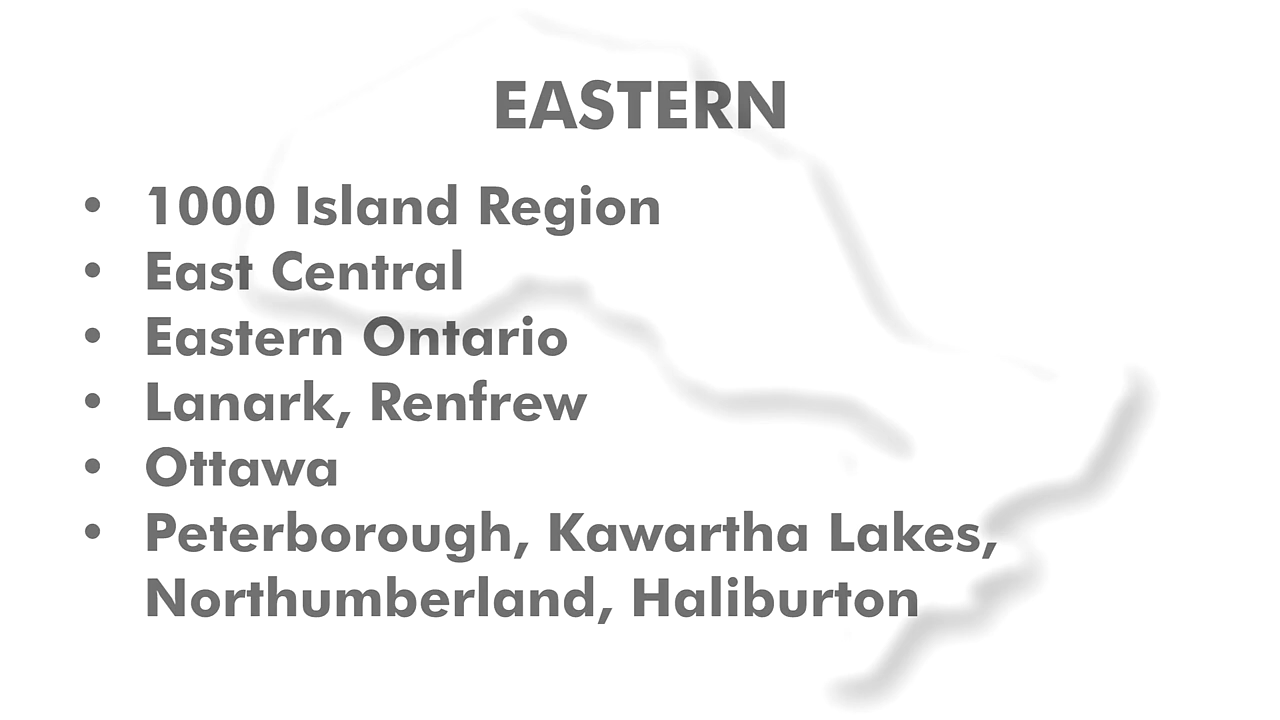 EASTERN
• 1000 Island Region
• East Central
• Eastern Ontario
• Lanark, Renfrew
• Ottawa
• Peterborough, Kawartha Lakes,
Northumberland, Haliburton